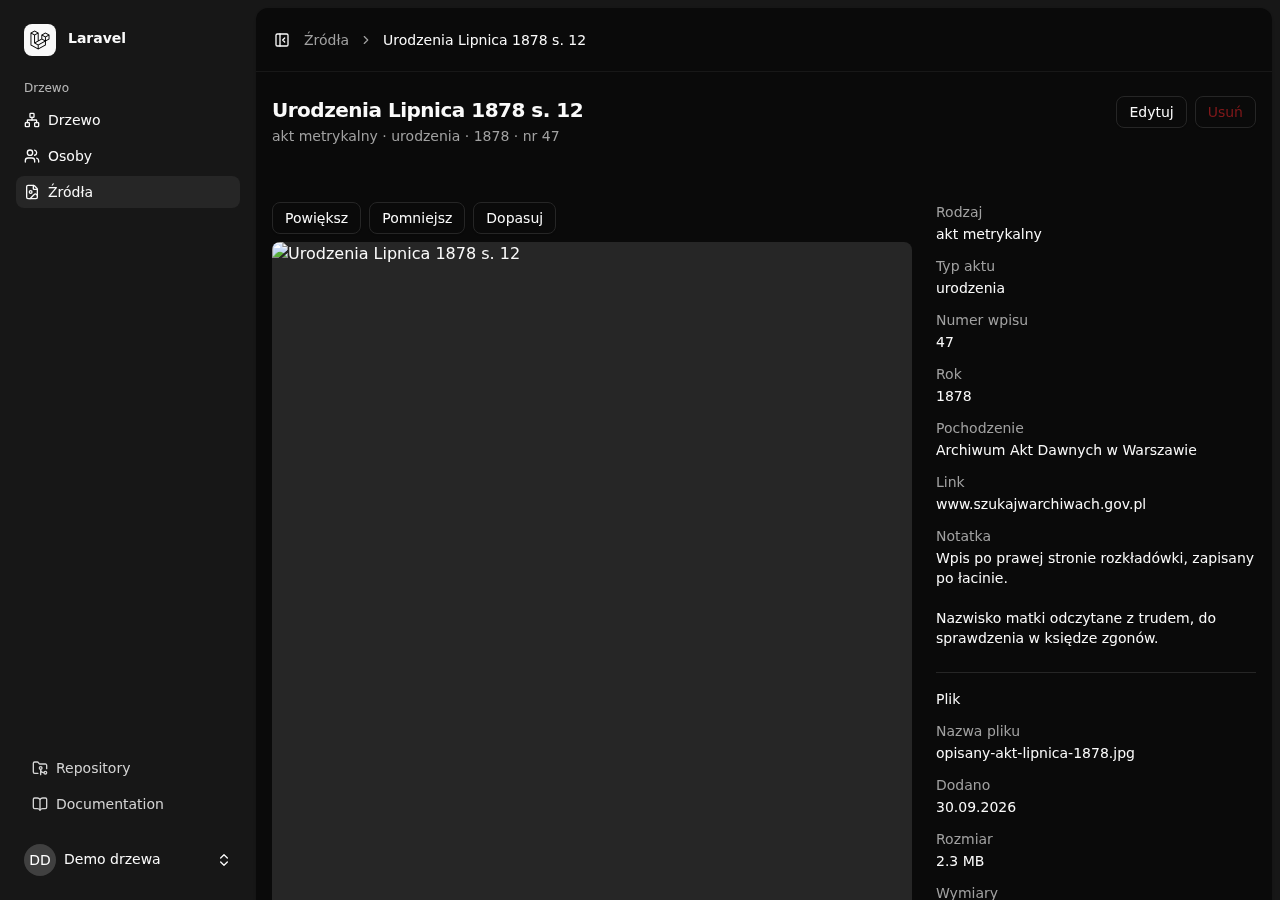 Laravel
Drzewo
Drzewo
Osoby
Źródła
Repository
Documentation
DD
Demo drzewa
Źródła
Urodzenia Lipnica 1878 s. 12
Urodzenia Lipnica 1878 s. 12
akt metrykalny · urodzenia · 1878 · nr 47
Edytuj
Usuń
Powiększ
Pomniejsz
Dopasuj
Urodzenia Lipnica 1878 s. 12
Rodzaj
akt metrykalny
Typ aktu
urodzenia
Numer wpisu
47
Rok
1878
Pochodzenie
Archiwum Akt Dawnych w Warszawie
Link
www.szukajwarchiwach.gov.pl
Notatka
Wpis po prawej stronie rozkładówki, zapisany
po łacinie.
Nazwisko matki odczytane z trudem, do
sprawdzenia w księdze zgonów.
Plik
Nazwa pliku
opisany-akt-lipnica-1878.jpg
Dodano
30.09.2026
Rozmiar
2.3 MB
Wymiary